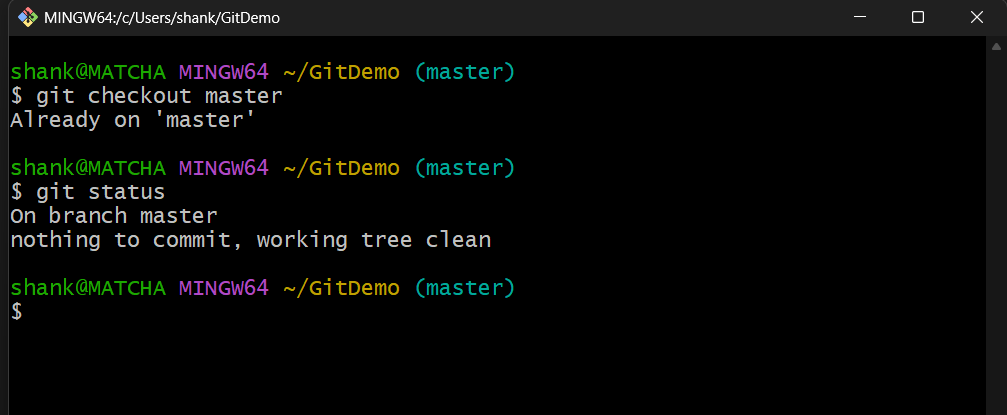 MINGW64:/c/Users/shank/GitDemo
shank@MATCHA MINGW64 ~/GitDemo (master)
$ git checkout master
Already on 'master'
shank@MATCHA MINGW64 ~/GitDemo (master)
$ git status
On branch master
nothing to commit, working tree clean
shank@MATCHA MINGW64 ~/GitDemo (master)
$